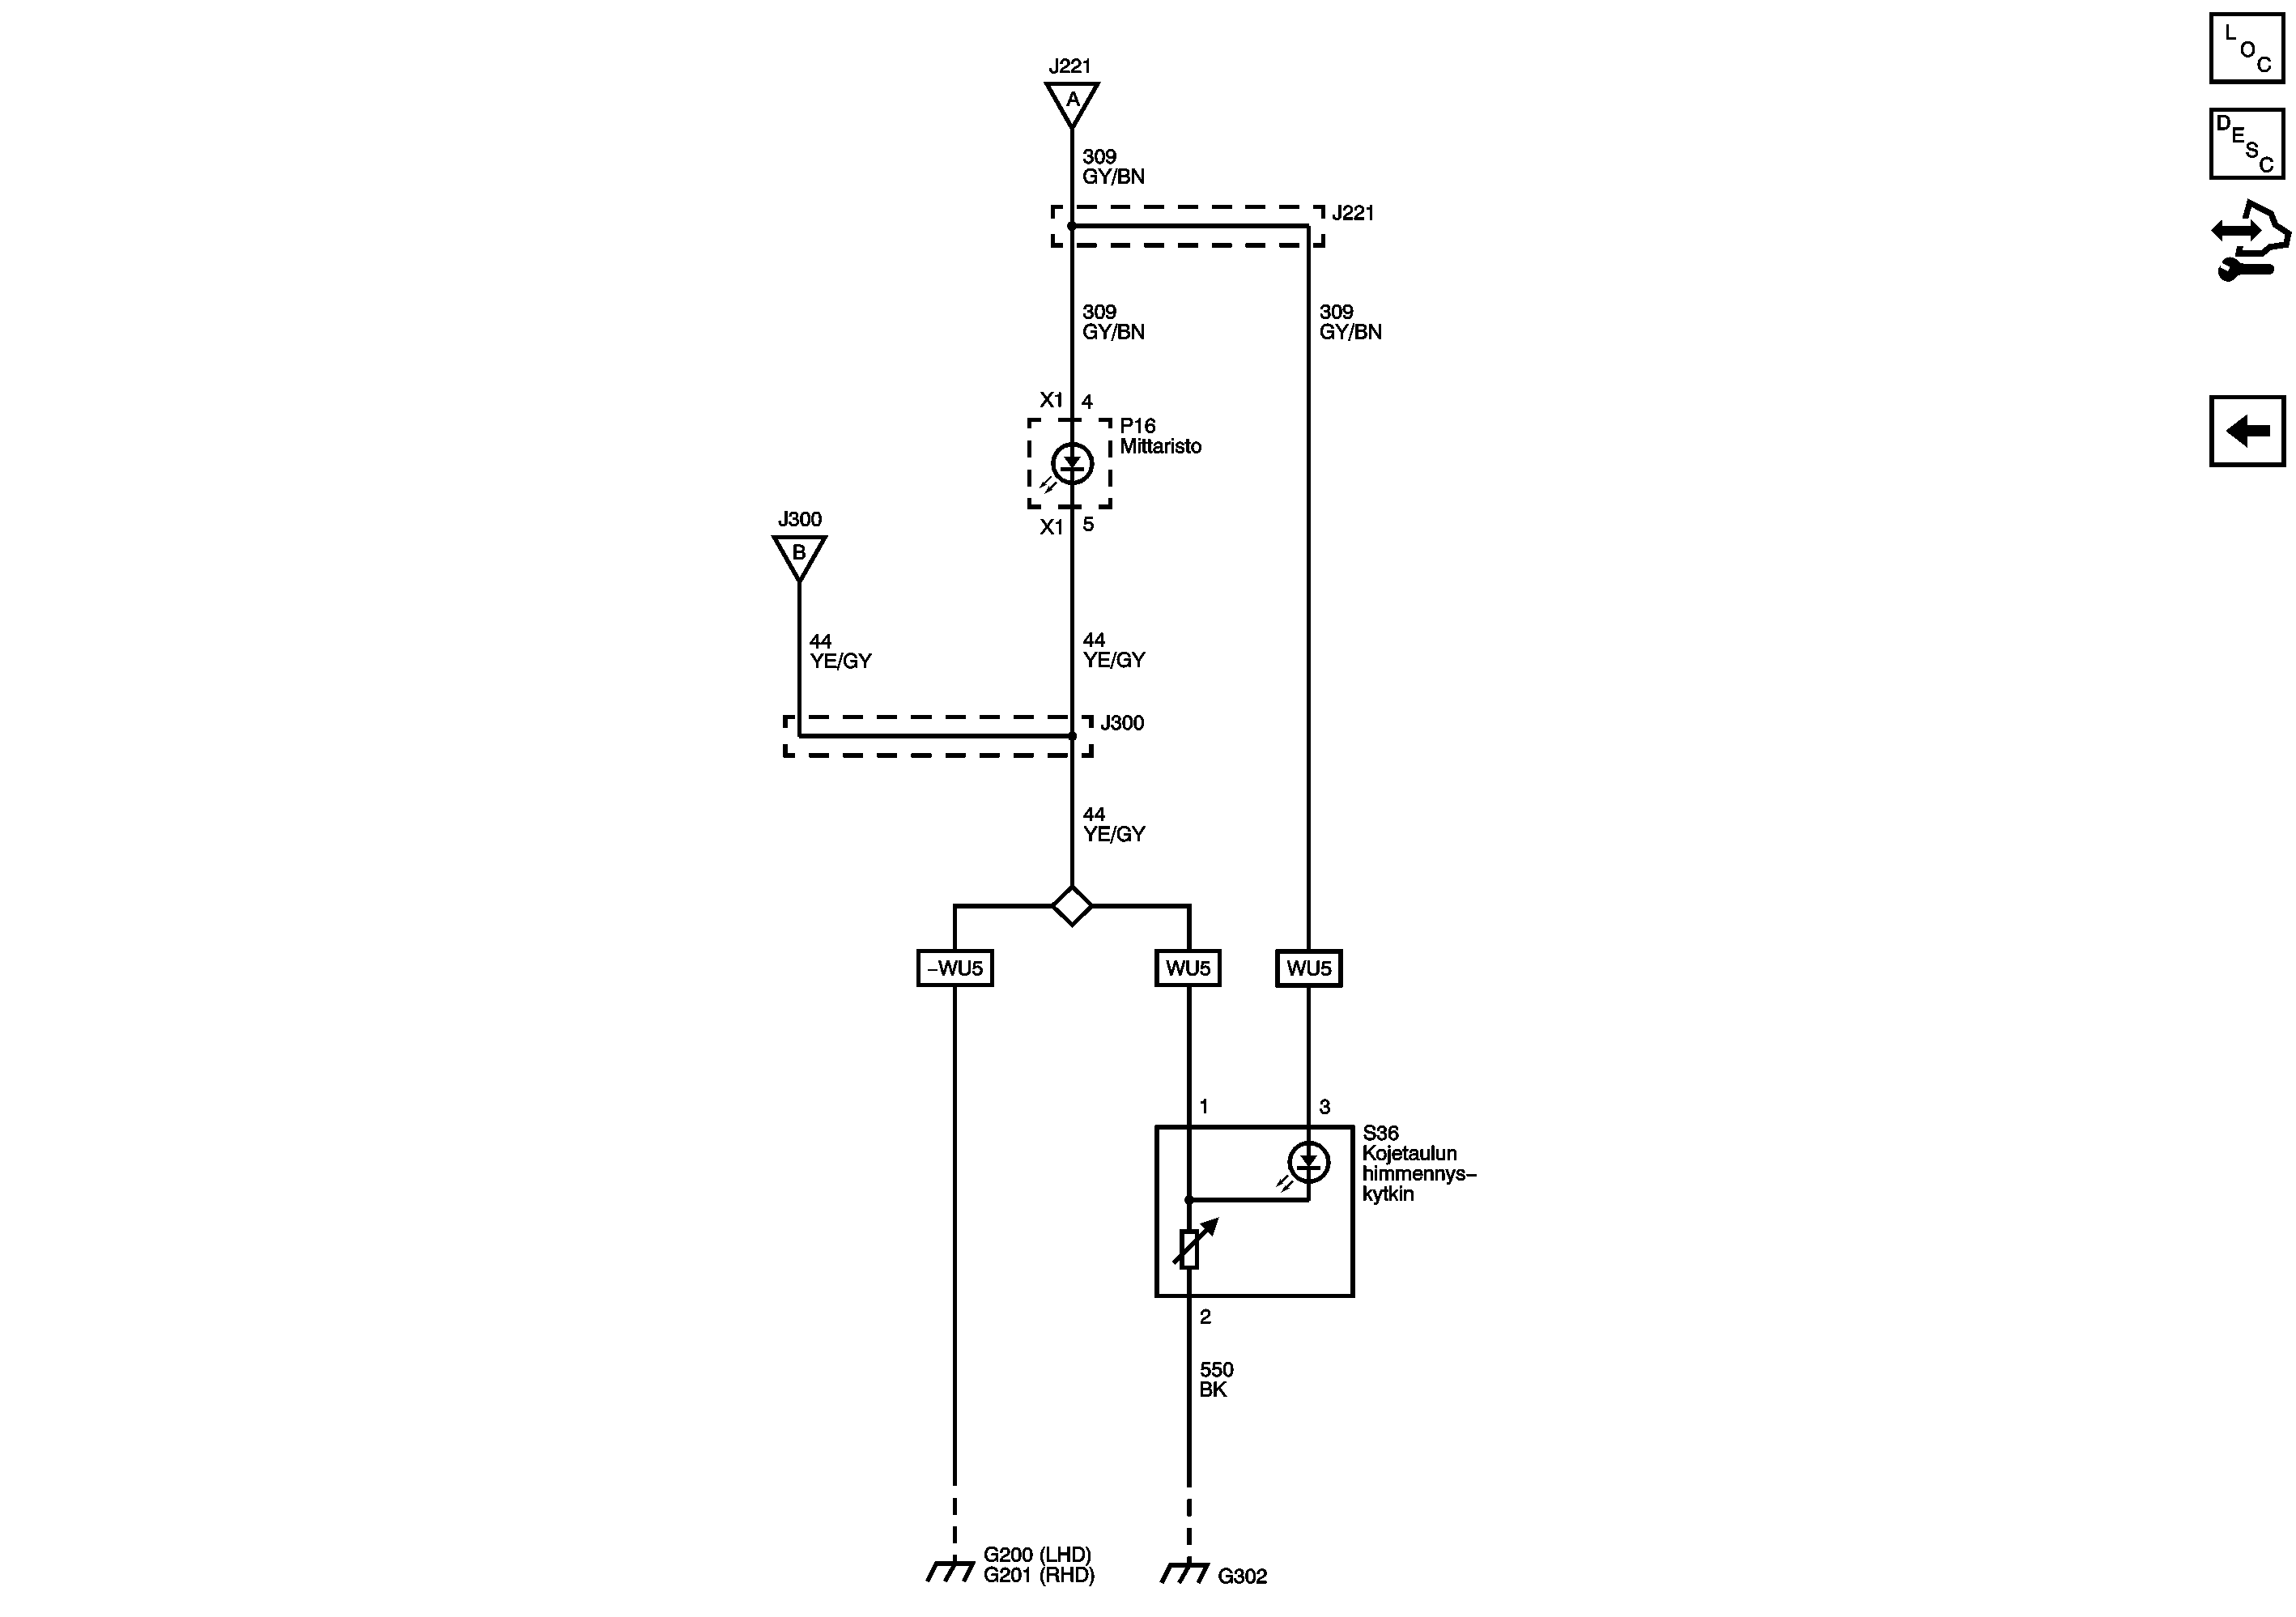 LOC
DESC
J221
A
309
GY/BN
J221
309
GY/BN
309
GY/BN
X1 4
P16
Mittaristo
X1 5
J300
B
44
YE/GY
44
YE/GY
J300
44
YE/GY
–WU5
WU5
WU5
1
3
S36
Kojetaulun
himmennys–
kytkin
2
550
BK
G200 (LHD)
G201 (RHD)
G302